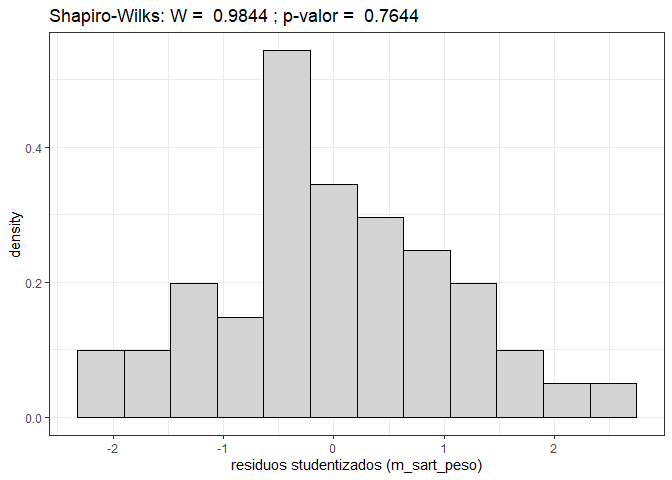 Shapiro-Wilks: W =  0.9844 ; p-valor =  0.7644
density
0.4
0.2
0.0
-2 -1 0 1 2
residuos studentizados (m_sart_peso)